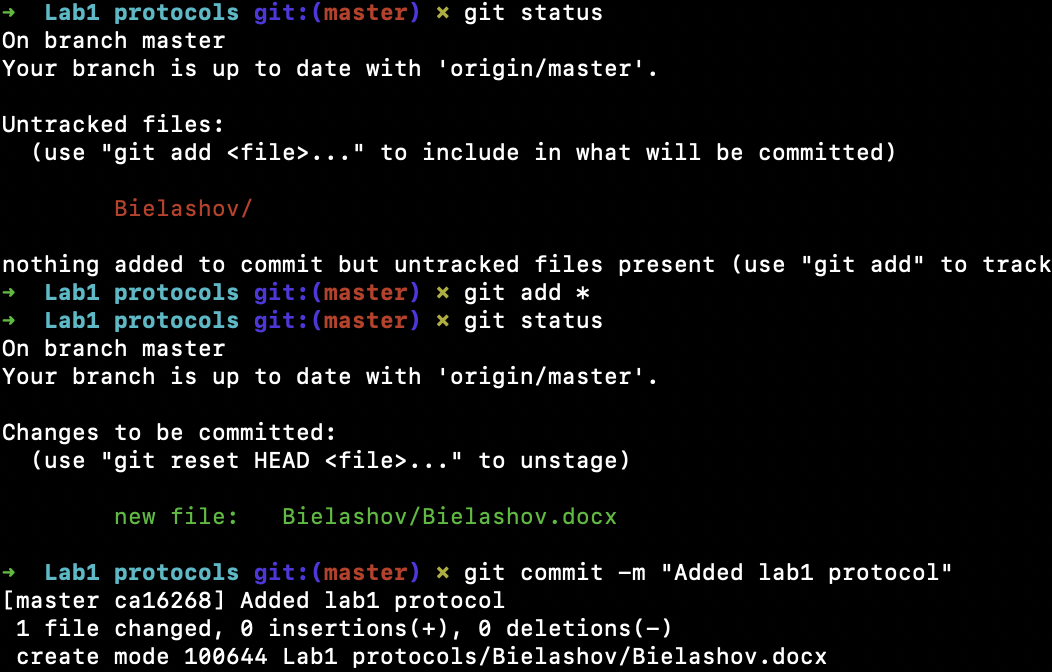 →  Lab1 protocols git:(master) × git status
On branch master
Your branch is up to date with 'origin/master'.
Untracked files:
  (use "git add <file>..." to include in what will be committed)
        Bielashov/
nothing added to commit but untracked files present (use "git add" to track
→  Lab1 protocols git:(master) × git add *
→  Lab1 protocols git:(master) × git status
On branch master
Your branch is up to date with 'origin/master'.
Changes to be committed:
  (use "git reset HEAD <file>..." to unstage)
        new file:   Bielashov/Bielashov.docx
→  Lab1 protocols git:(master) × git commit -m "Added lab1 protocol"
[master ca16268] Added lab1 protocol
 1 file changed, 0 insertions(+), 0 deletions(-)
 create mode 100644 Lab1 protocols/Bielashov/Bielashov.docx